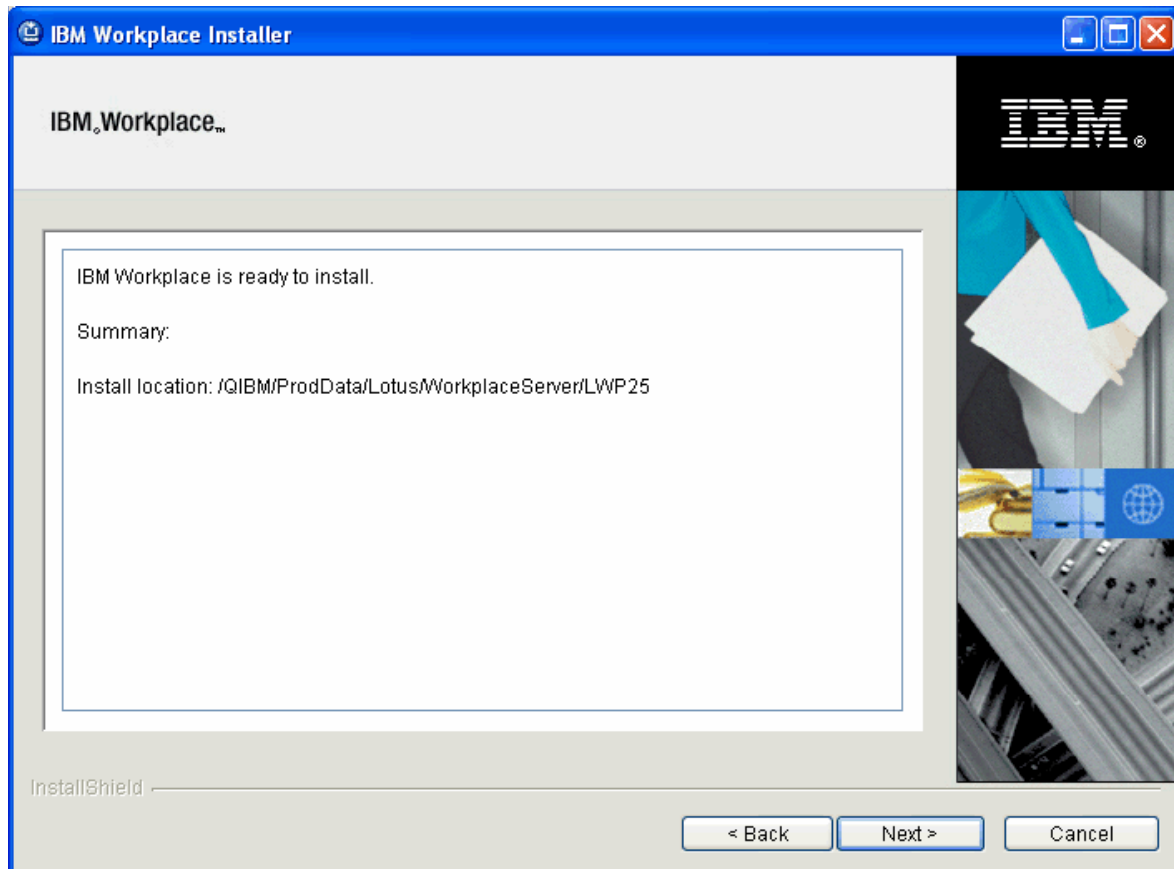 IBM Workplace Installer
IBM® Workplace™
IBM®
IBM Workplace is ready to install.
Summary:
Install location: /QIBM/ProdData/Lotus/WorkplaceServer/LWP25
InstallShield
< Back
Next >
Cancel